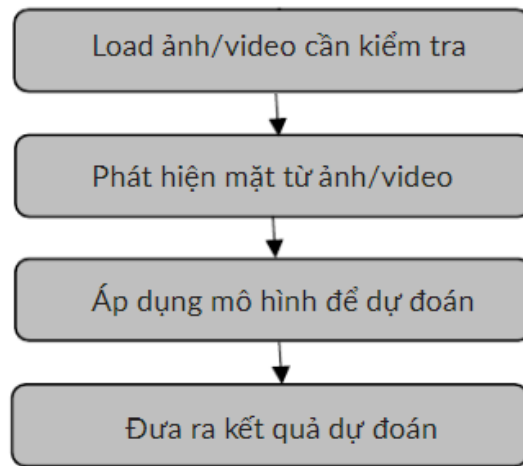 Load ảnh/video cần kiểm tra
Phát hiện mặt từ ảnh/video
Áp dụng mô hình để dự đoán
Đưa ra kết quả dự đoán